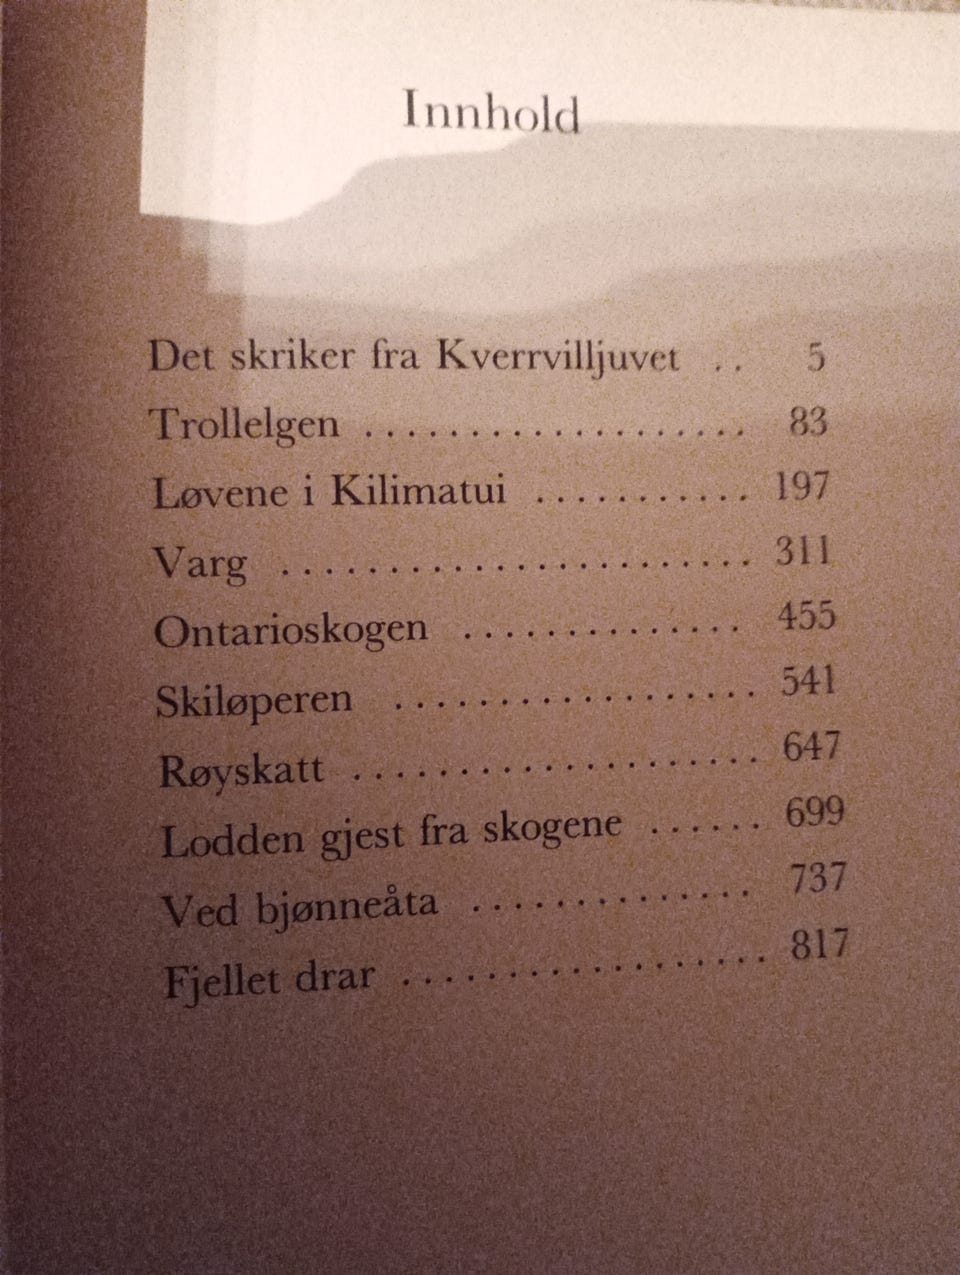 Innhold
Det skriker fra Kverrvilljuvet . . 5
Trollelgen . . . . . . . . . . . . . . . . . . 83
Løvene i Kilimatui . . . . . . . . . . . 197
Varg . . . . . . . . . . . . . . . . . . . . . . 311
Ontarioskogen . . . . . . . . . . . . . 455
Skiløperen . . . . . . . . . . . . . . . . . 541
Røyskatt . . . . . . . . . . . . . . . . . . . 647
Lodden gjest fra skogene . . . . . . 699
Ved bjønneåta . . . . . . . . . . . . . 737
Fjellet drar . . . . . . . . . . . . . . . . . 817